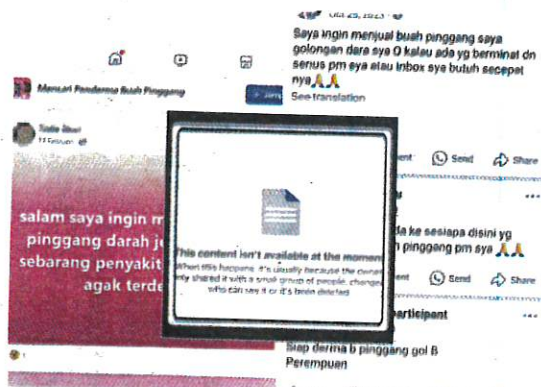 Oct 25, 2023
Saya ingin menjual buah pinggang saya
golongan dara sya O kalau ada yg berminat dn
serius pm sya atau inbox sya butuh secepat
nya🙏🙏
See translation
Mencari Penderma Buah Pinggang
11 Februari
salam saya ingin m
pinggang darah j
sebarang penyakit
agak terde
This content isn't available at the moment
When this happens, it's usually because the owner
only shared it with a small group of people, changed
who can see it or it's been deleted.
ent Send Share
da ke sesiapa disini yg
n pinggang pm sya 🙏🙏
ent Send Share
participant
Siap derma b pinggang gol B
Perempuan
1